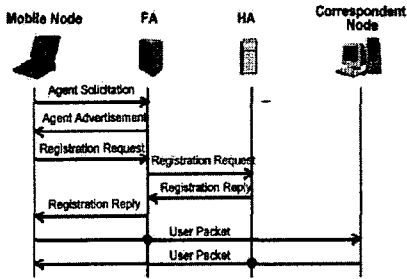 Mobile Node
FA
HA
Correspondent
Node
Agent Solicitation
Agent Advertisement
Registration Request
Registration Request
Registration Reply
Registration Reply
User Packet
User Packet